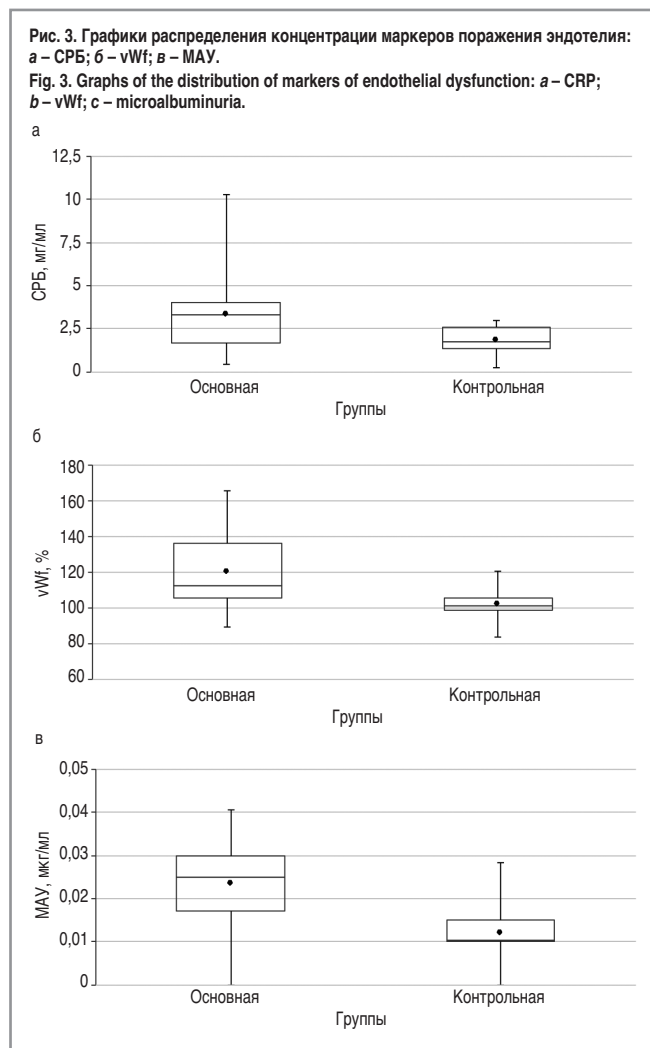 Рис. 3. Графики распределения концентрации маркеров поражения эндотелия:
а – СРБ; б – vWf; в – МАУ.
Fig. 3. Graphs of the distribution of markers of endothelial dysfunction: a – CRP;
b – vWf; c – microalbuminuria.
а
12,5
10
7,5
5
2,5
0
СРБ, мг/мл
Основная
Контрольная
Группы
б
180
160
140
120
100
80
60
vWf, %
Основная
Контрольная
Группы
в
0,05
0,04
0,03
0,02
0,01
0
МАУ, мкг/мл
Основная
Контрольная
Группы